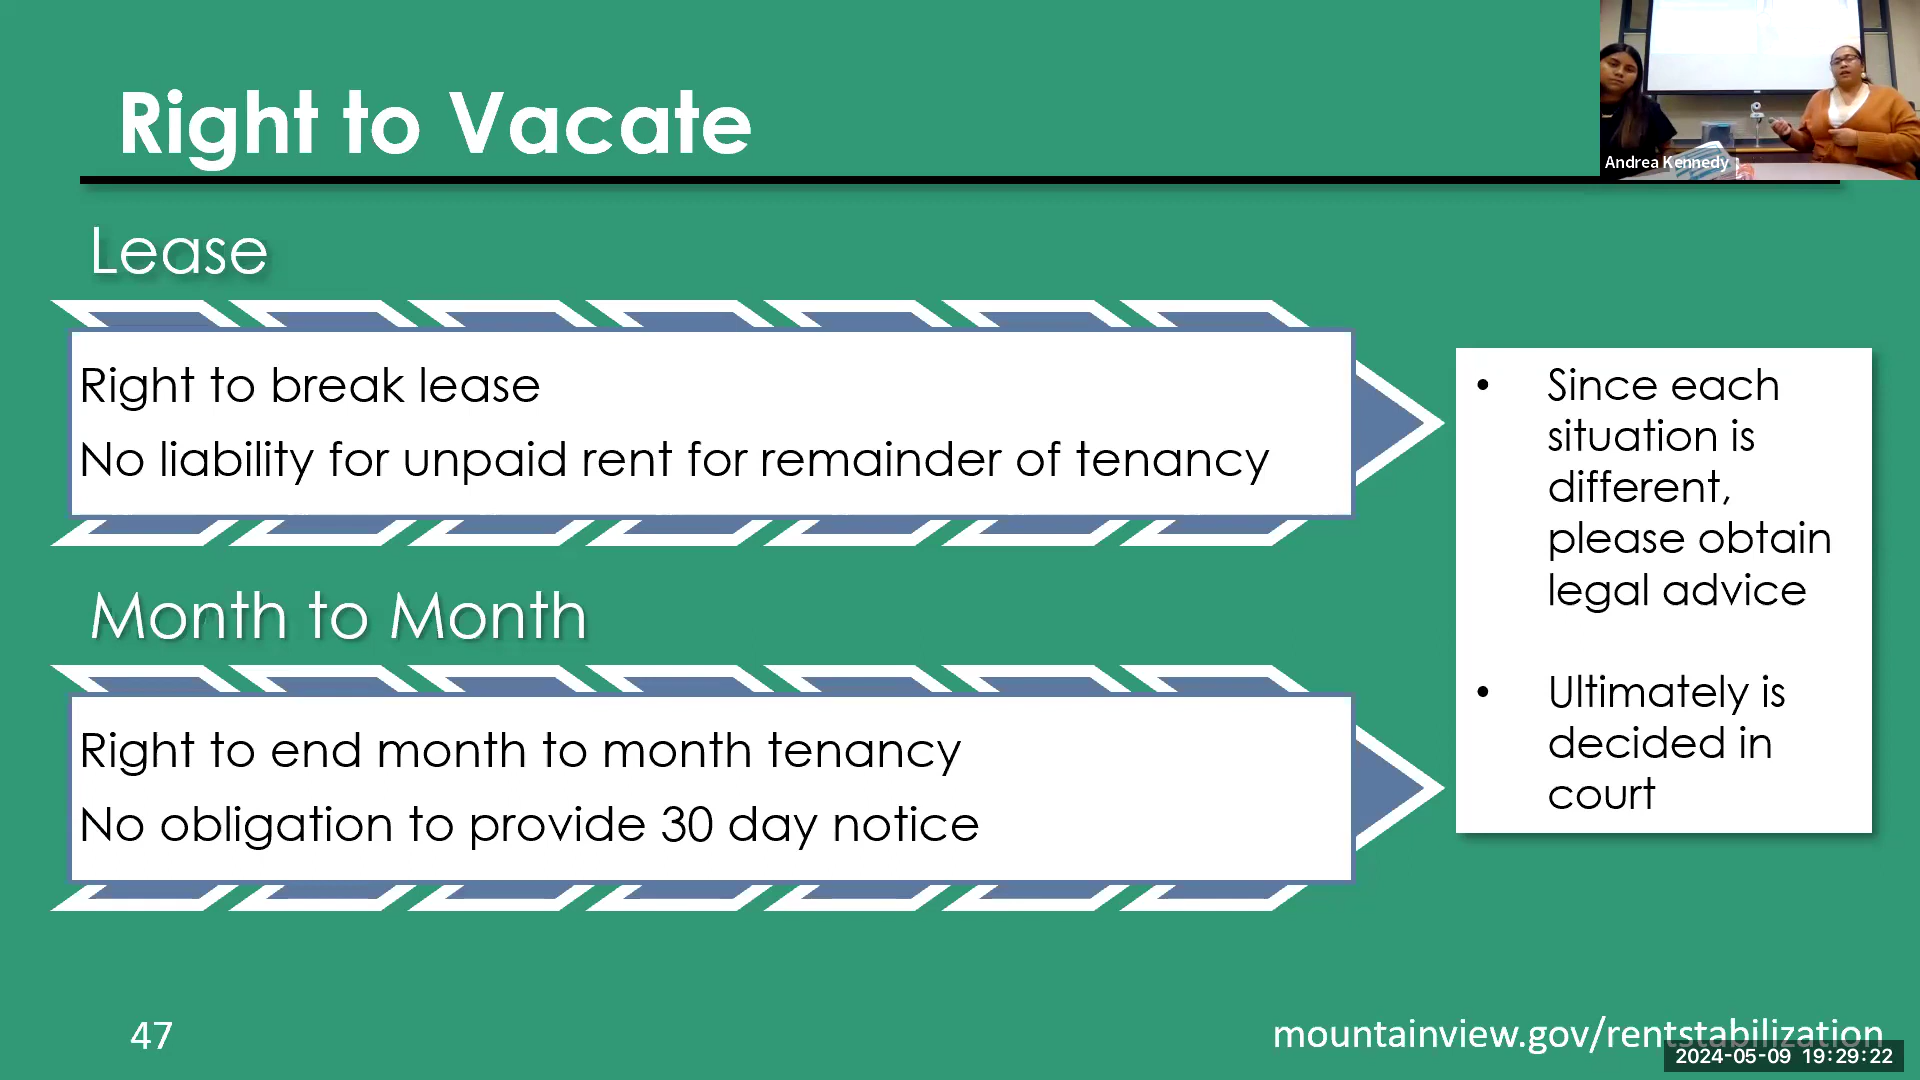 Right to Vacate
Andrea Kennedy
Lease
Right to break lease
No liability for unpaid rent for remainder of tenancy
Month to Month
Right to end month to month tenancy
No obligation to provide 30 day notice
• Since each
situation is
different,
please obtain
legal advice
• Ultimately is
decided in
court
47
mountainview.gov/rentstabilization
2024-05-09 19:29:22